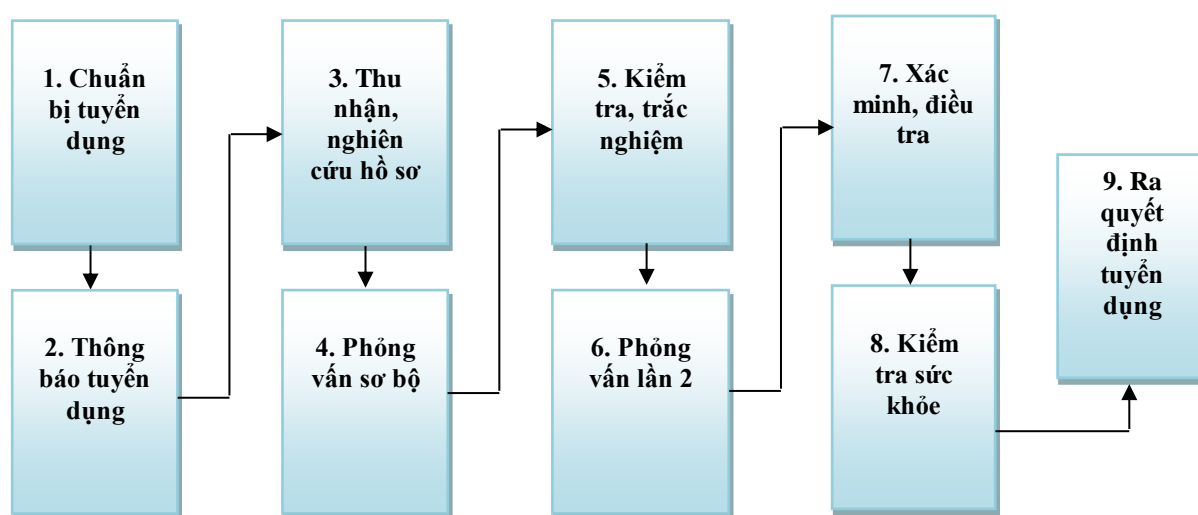 1. Chuẩn
bị tuyển
dụng
2. Thông
báo tuyển
dụng
3. Thu
nhận,
nghiên
cứu hồ sơ
4. Phỏng
vấn sơ bộ
5. Kiểm
tra, trắc
nghiệm
6. Phỏng
vấn lần 2
7. Xác
minh, điều
tra
8. Kiểm
tra sức
khỏe
9. Ra
quyết
định
tuyển
dụng